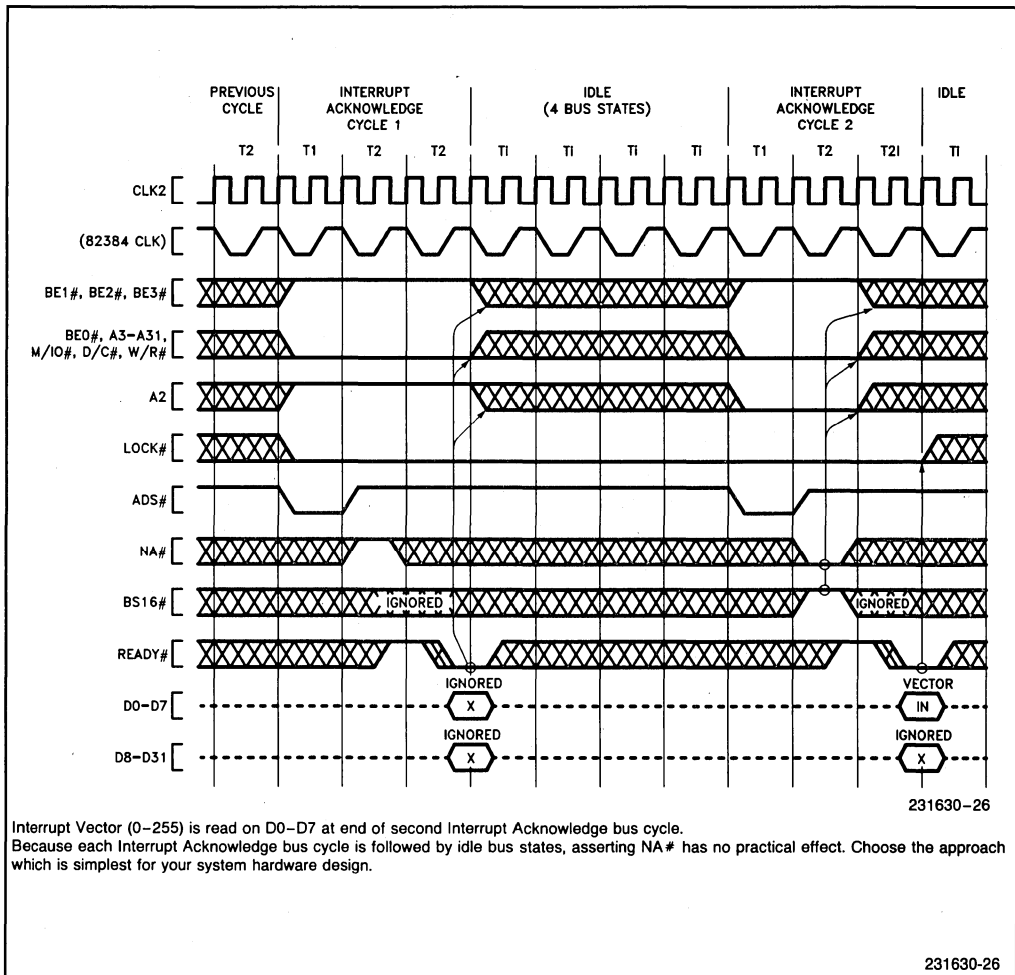 PREVIOUS CYCLE
INTERRUPT ACKNOWLEDGE CYCLE 1
IDLE (4 BUS STATES)
INTERRUPT ACKNOWLEDGE CYCLE 2
IDLE
T2 T1 T2 T2 TI Ti Ti Ti T1 T2 T2I TI
CLK2
(82384 CLK)
BE1#, BE2#, BE3#
BE0#, A3-A31,
M/IO#, D/C#, W/R#
A2
LOCK#
ADS#
NA#
BS16# IGNORED IGNORED
READY#
IGNORED VECTOR
D0-D7 X IN
IGNORED IGNORED
D8-D31 X X
231630-26
Interrupt Vector (0–255) is read on D0–D7 at end of second Interrupt Acknowledge bus cycle.
Because each Interrupt Acknowledge bus cycle is followed by idle bus states, asserting NA# has no practical effect. Choose the approach
which is simplest for your system hardware design.
231630-26